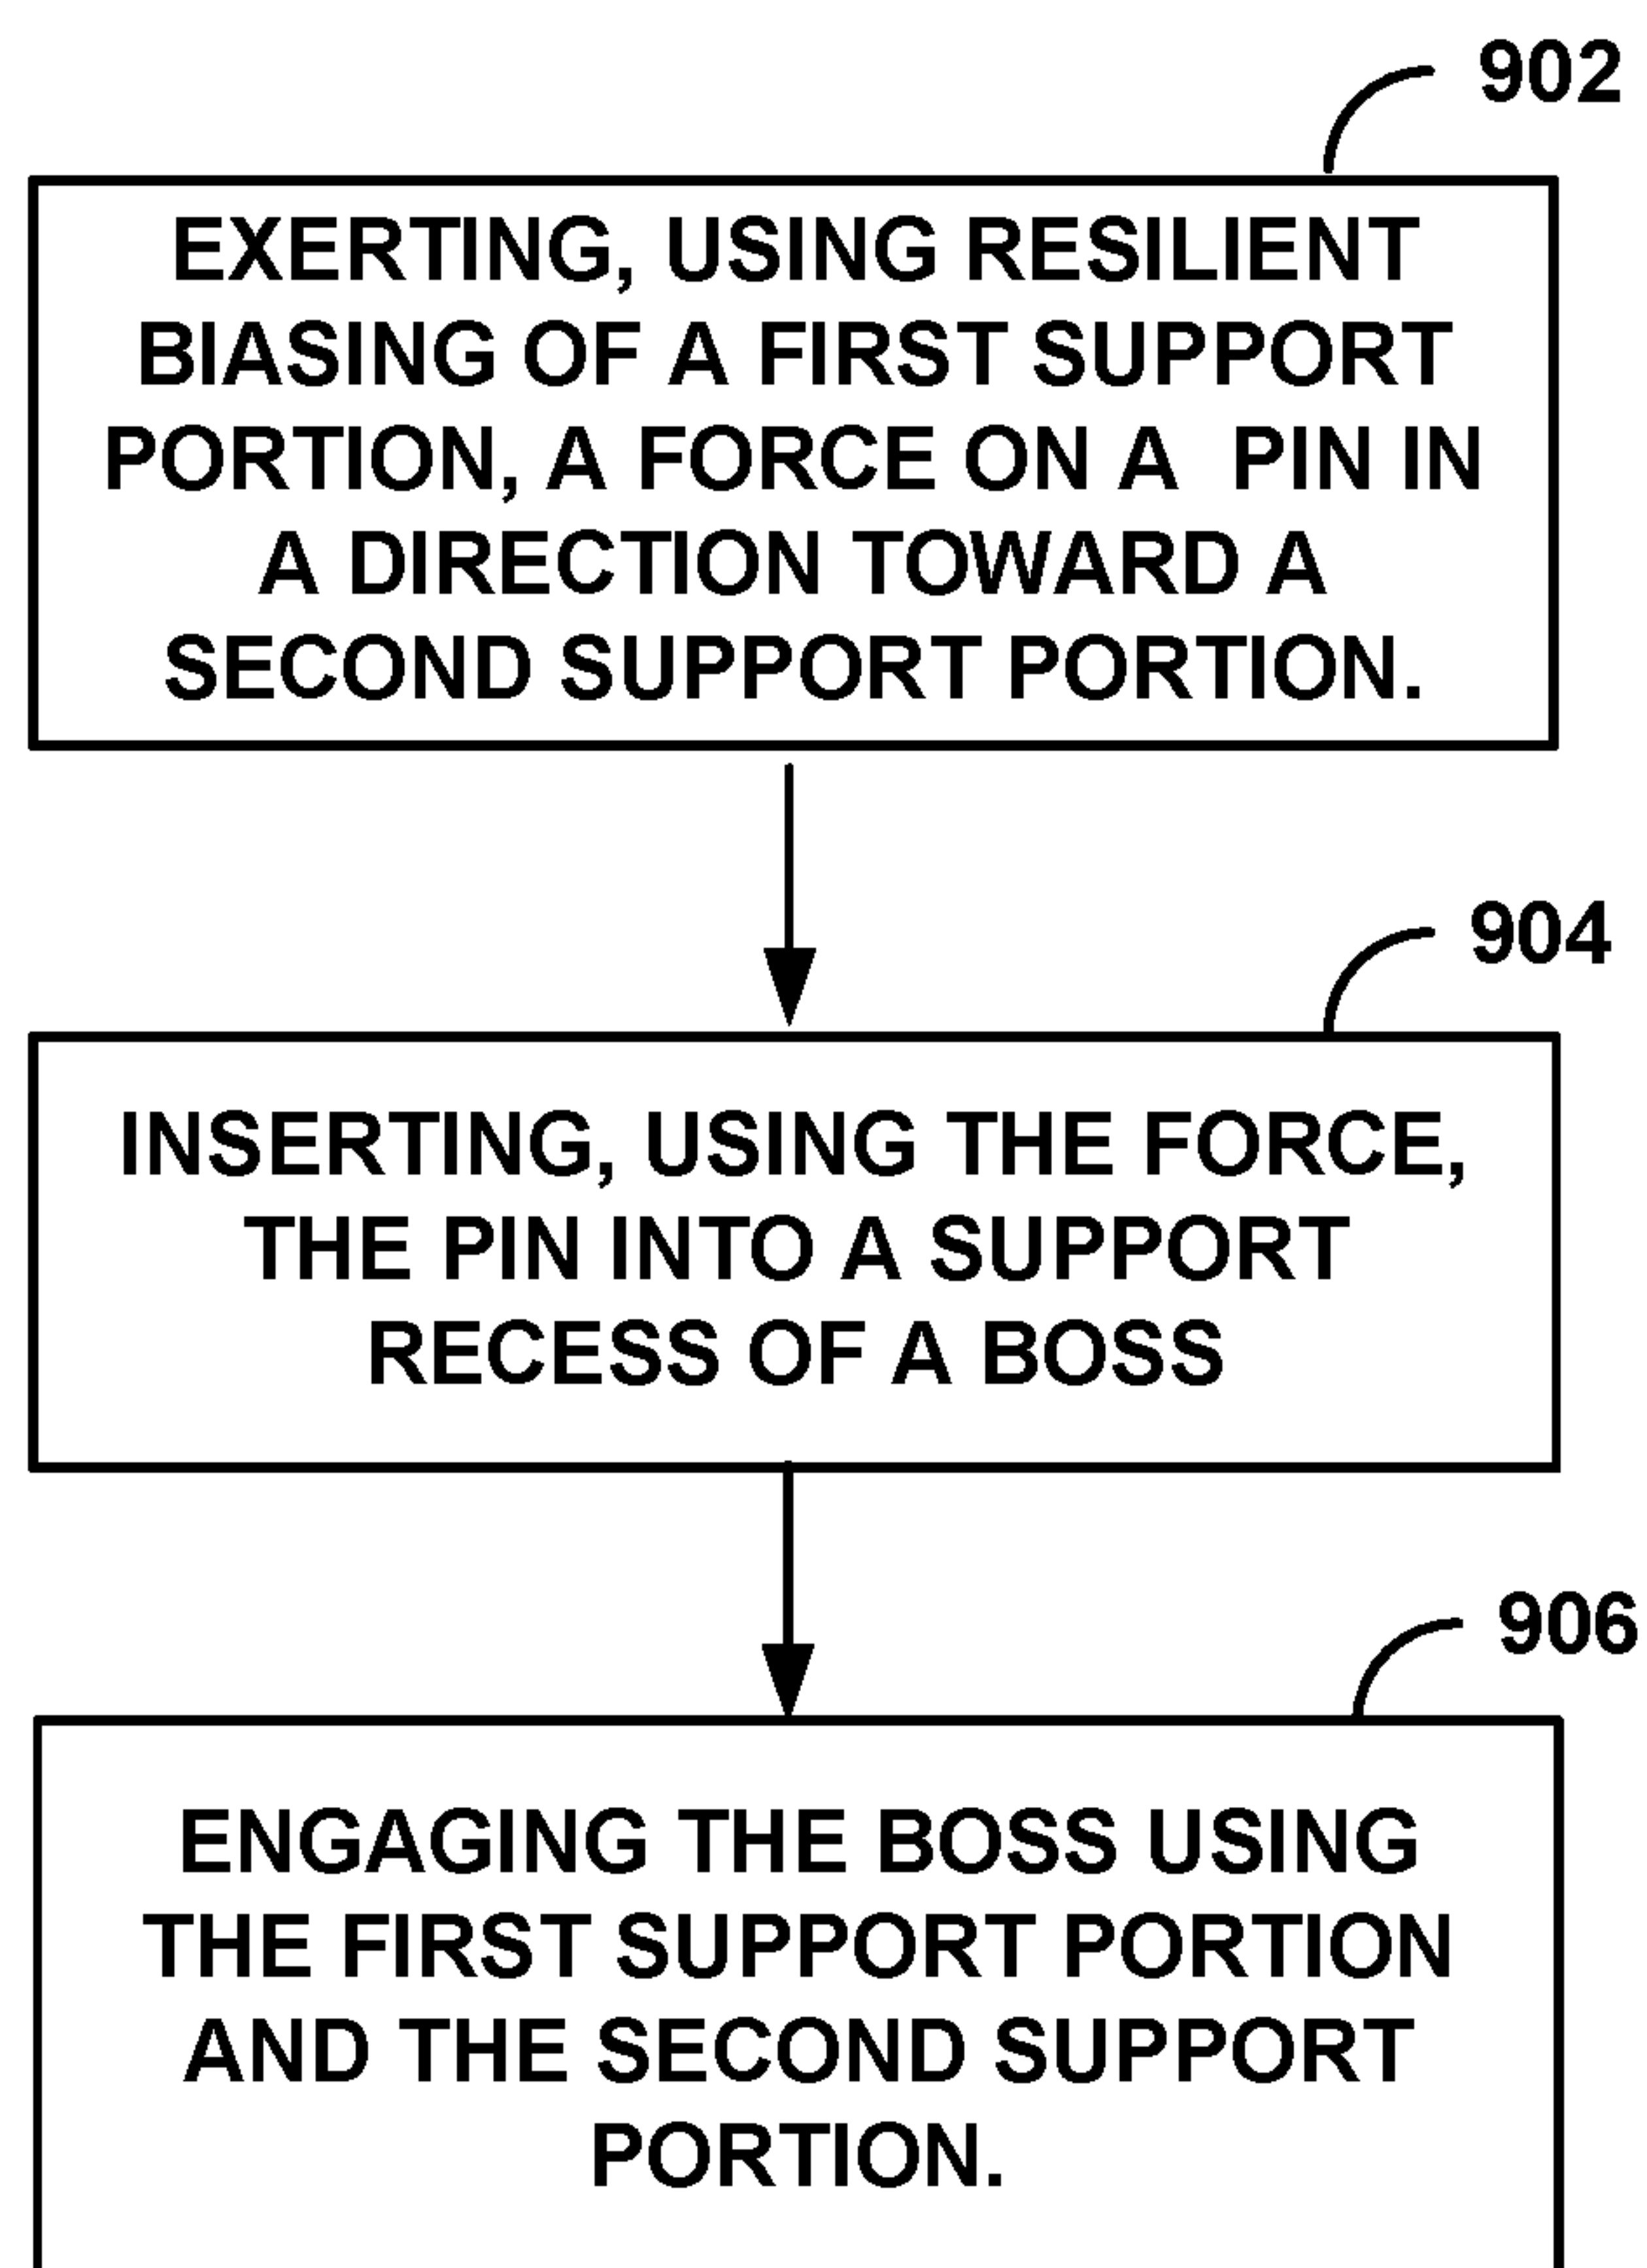 902
EXERTING, USING RESILIENT
BIASING OF A FIRST SUPPORT
PORTION, A FORCE ON A  PIN IN
A DIRECTION TOWARD A
SECOND SUPPORT PORTION.
904
INSERTING, USING THE FORCE,
THE PIN INTO A SUPPORT
RECESS OF A BOSS
906
ENGAGING THE BOSS USING
THE FIRST SUPPORT PORTION
AND THE SECOND SUPPORT
PORTION.